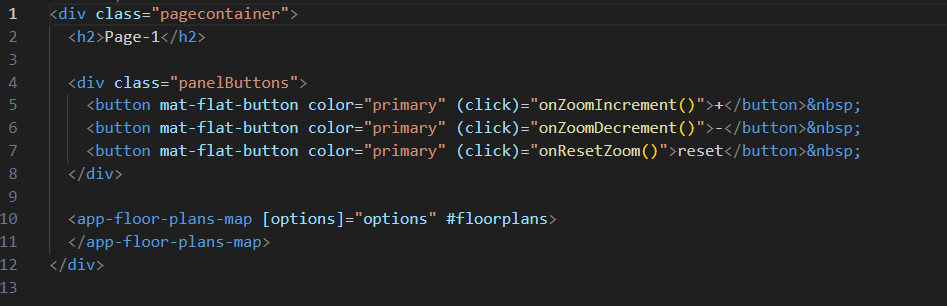 1 <div class="pagecontainer">
2   <h2>Page-1</h2>
3
4   <div class="panelButtons">
5     <button mat-flat-button color="primary" (click)="onZoomIncrement()">+</button>&nbsp;
6     <button mat-flat-button color="primary" (click)="onZoomDecrement()">-</button>&nbsp;
7     <button mat-flat-button color="primary" (click)="onResetZoom()">reset</button>&nbsp;
8   </div>
9
10   <app-floor-plans-map [options]="options" #floorplans>
11   </app-floor-plans-map>
12 </div>
13